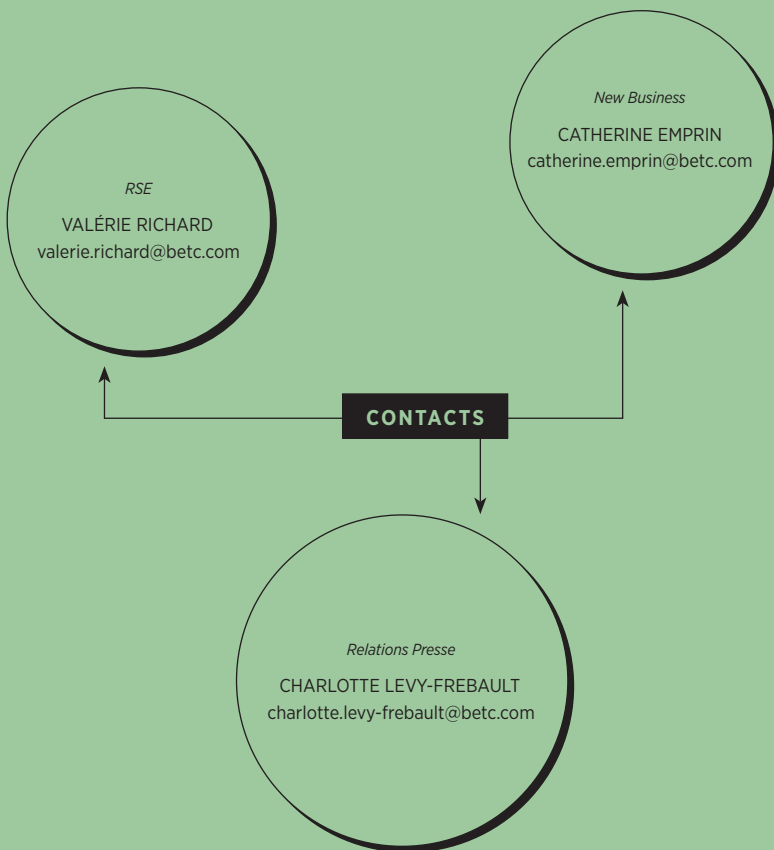 New Business
CATHERINE EMPRIN
catherine.emprin@betc.com
RSE
VALÉRIE RICHARD
valerie.richard@betc.com
CONTACTS
Relations Presse
CHARLOTTE LEVY-FREBAULT
charlotte.levy-frebault@betc.com